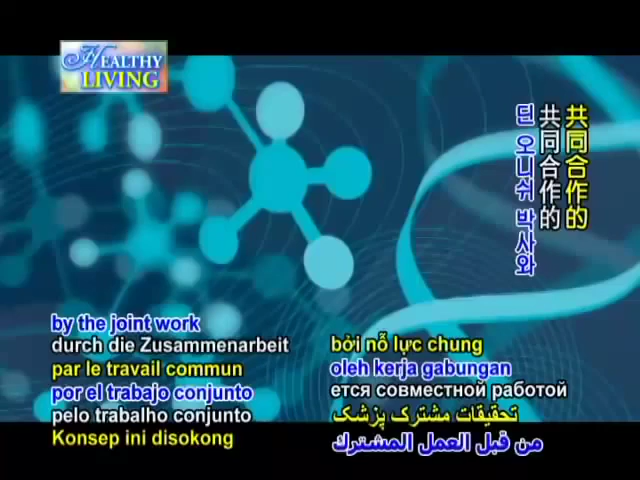 HEALTHY
LIVING
共同合作的
共同合作的
딘 오니쉬 박사와
by the joint work
durch die Zusammenarbeit
par le travail commun
por el trabajo conjunto
pelo trabalho conjunto
Konsep ini disokong
bởi nỗ lực chung
oleh kerja gabungan
ется совместной работой
تحقیقات مشترک پزشک
من قبل العمل المشترك